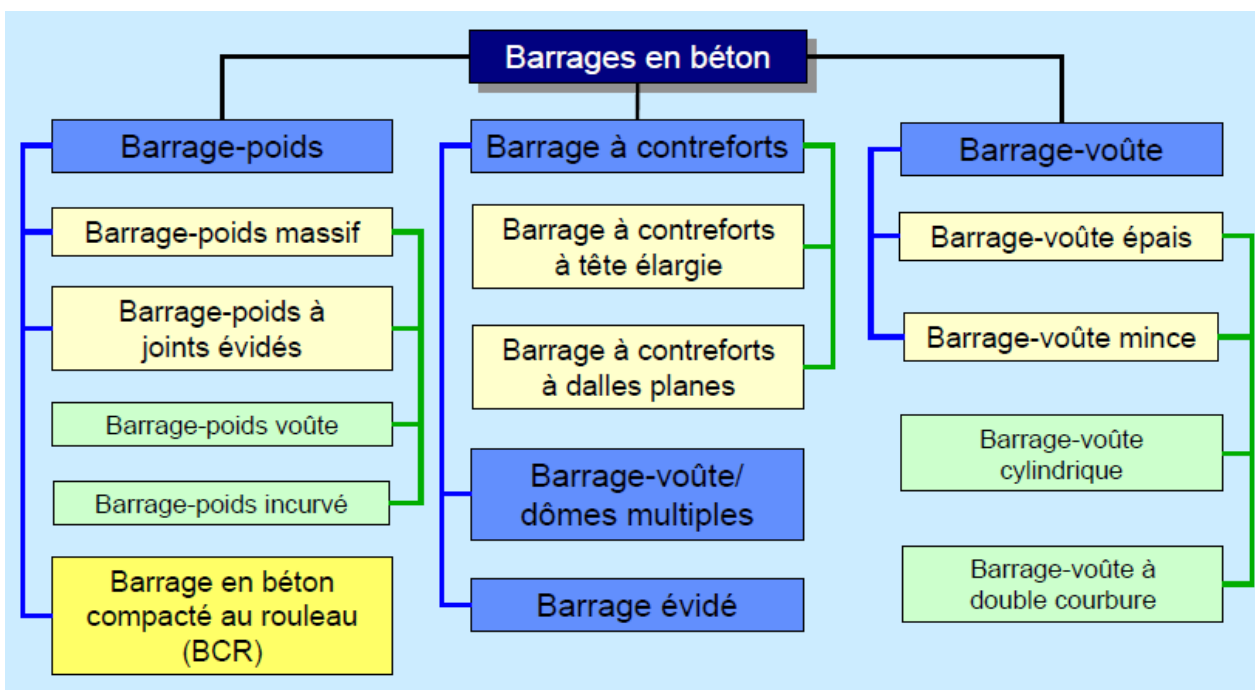 Barrages en béton
Barrage-poids
Barrage-poids massif
Barrage-poids à
joints évidés
Barrage-poids voûte
Barrage-poids incurvé
Barrage en béton
compacté au rouleau
(BCR)
Barrage à contreforts
Barrage à contreforts
à tête élargie
Barrage à contreforts
à dalles planes
Barrage-voûte/
dômes multiples
Barrage évidé
Barrage-voûte
Barrage-voûte épais
Barrage-voûte mince
Barrage-voûte
cylindrique
Barrage-voûte à
double courbure